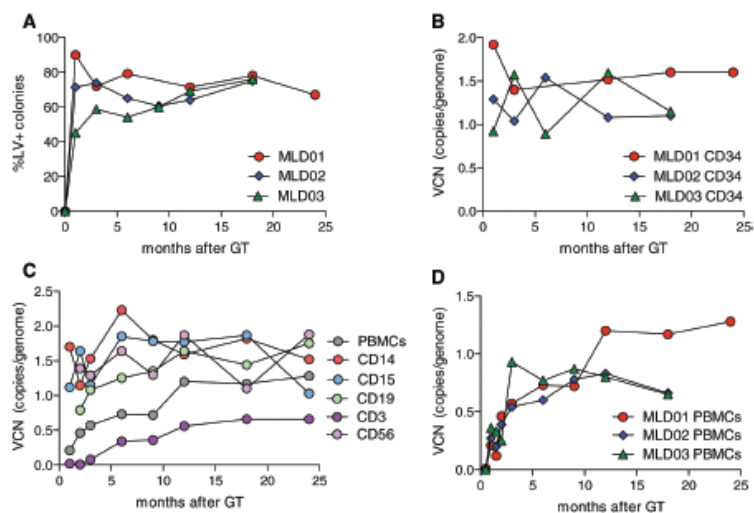 A
%LV+ colonies
100
80
60
40
20
0
0 5 10 15 20 25
months after GT
MLD01
MLD02
MLD03
B
VCN (copies/genome)
2.0
1.5
1.0
0.5
0.0
0 5 10 15 20 25
months after GT
MLD01 CD34
MLD02 CD34
MLD03 CD34
C
VCN (copies/genome)
2.5
2.0
1.5
1.0
0.5
0.0
0 5 10 15 20 25
months after GT
PBMCs
CD14
CD15
CD19
CD3
CD56
D
VCN (copies/genome)
1.5
1.0
0.5
0.0
0 5 10 15 20 25
months after GT
MLD01 PBMCs
MLD02 PBMCs
MLD03 PBMCs